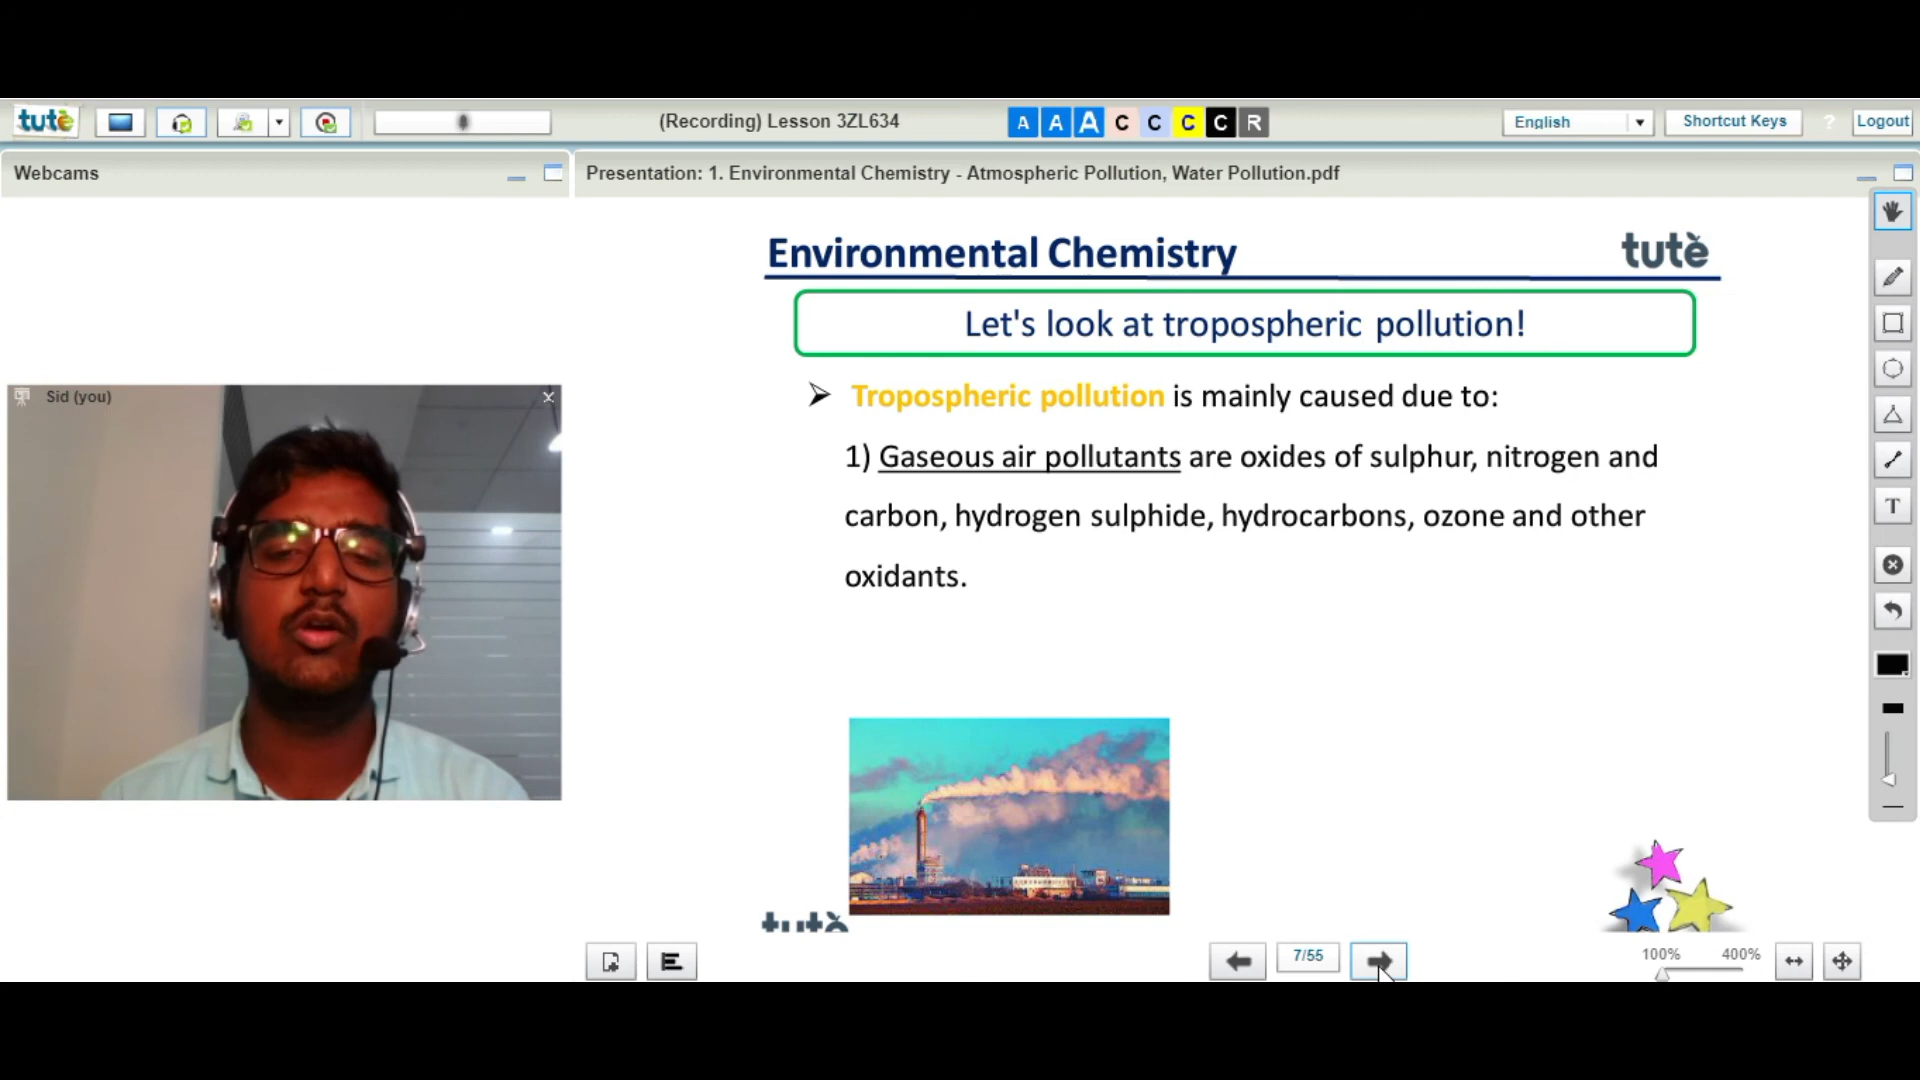 tutè
(Recording) Lesson 3ZL634
A A A C C C C R
English
Shortcut Keys
?
Logout
Webcams
Presentation: 1. Environmental Chemistry - Atmospheric Pollution, Water Pollution.pdf
Sid (you)
Environmental Chemistry
tutè
Let's look at tropospheric pollution!
Tropospheric pollution is mainly caused due to:
1) Gaseous air pollutants are oxides of sulphur, nitrogen and
carbon, hydrogen sulphide, hydrocarbons, ozone and other
oxidants.
T
tutè
7/55
100%
400%